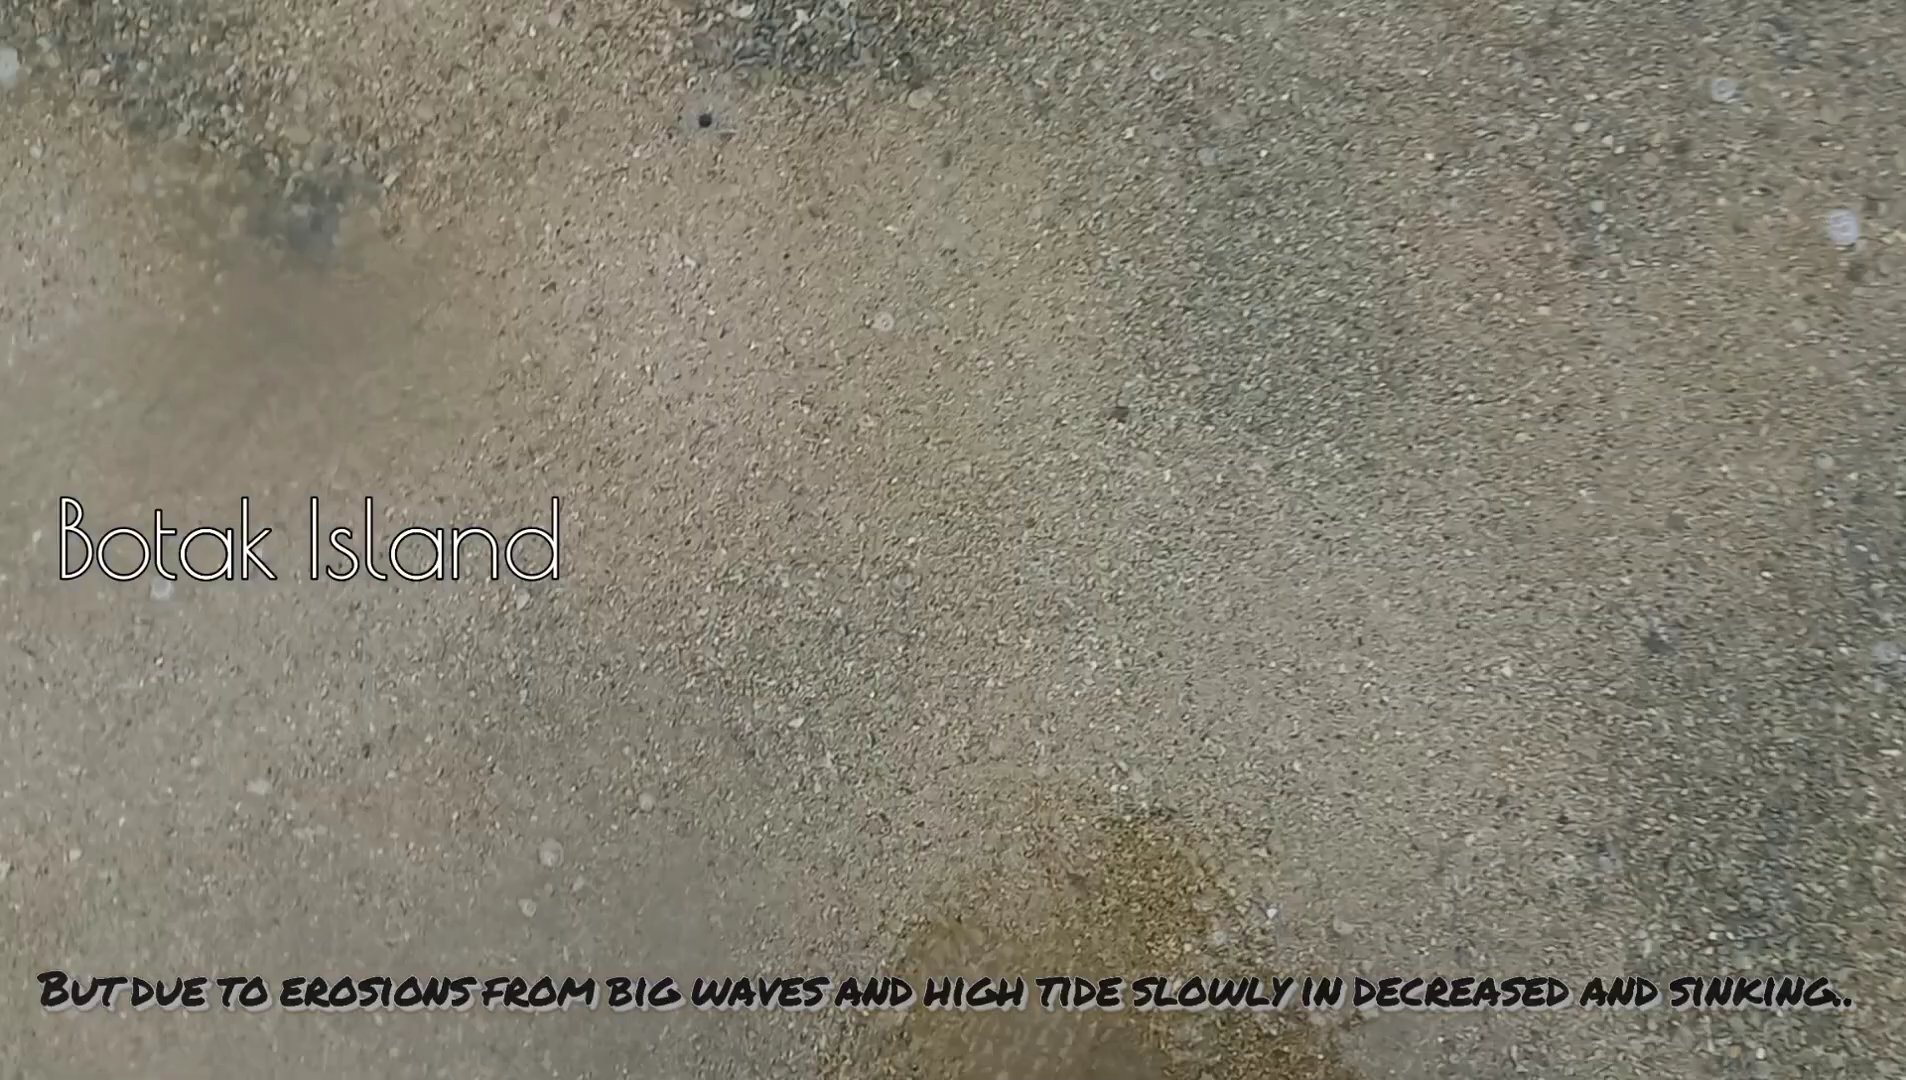 Botak Island
BUT DUE TO EROSIONS FROM BIG WAVES AND HIGH TIDE SLOWLY IN DECREASED AND SINKING..